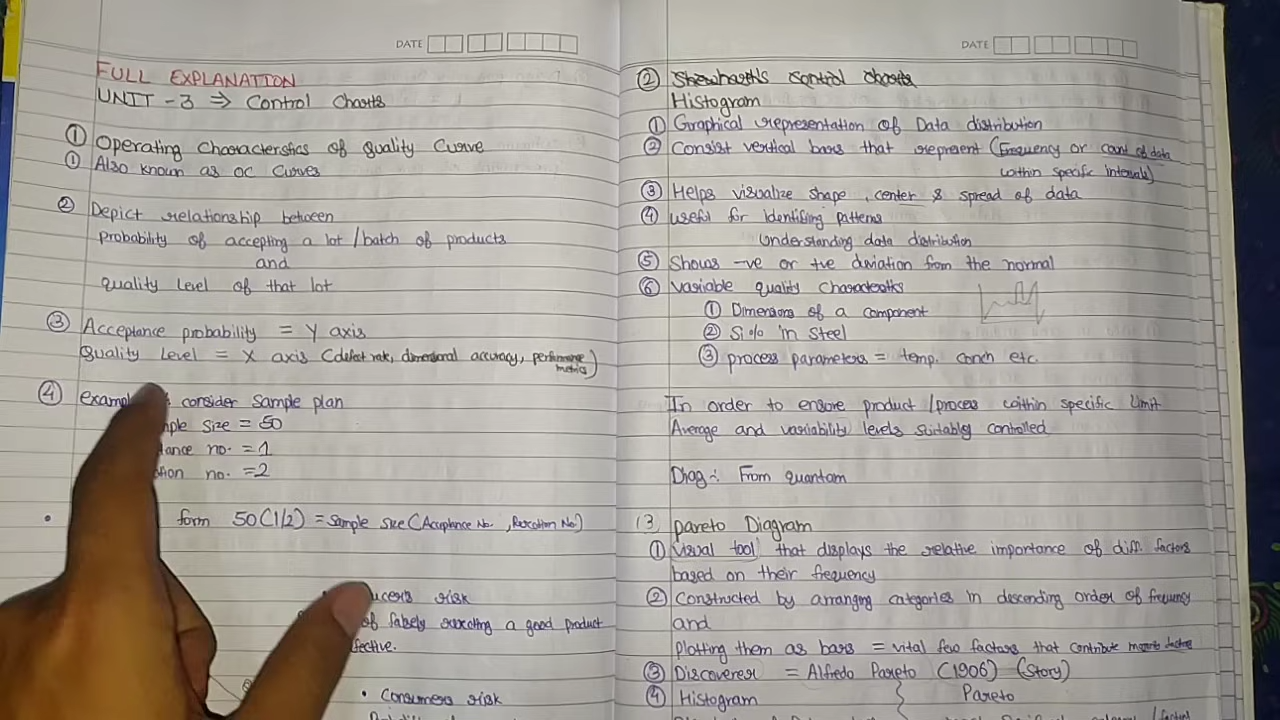 DATE
FULL EXPLANATION
UNIT - 3 ⇒ Control Charts
① Operating Characterstics of Quality Curve
① Also known as OC Curves
② Depict relationship between
Probability of accepting a lot / batch of products
and
quality level of that lot
③ Acceptance probability = Y axis
Quality Level = X axis (defect rate, dimensional accuracy, performance
metrics)
④ consider Sample plan
Size = 50
no. = 1
no. = 2
form 50(1/2) = Sample Size (Acceptance No. , Rejection No)
risk
of falsely rejecting a good product
• Consumers risk
DATE
② Shewharth's control charts
Histogram
① Graphical representation of Data distribution
② Consist vertical bars that represent (Frequency or count of data
within specific intervals)
③ Helps visualize shape , center & spread of data
④ Useful for identifing patterns
Understanding data distribution
⑤ Shows -ve or +ve deviation from the normal
⑥ Variable quality
① Dimensions of a component
② Si % in Steel
③ process parameters = temp. etc.
In order to ensure product / process within specific limit
Average and variability levels suitably controlled
Diag :- From quantam
(3 Pareto Diagram
① Visual tool that displays the relative importance of diff. factors
based on their frequency
② Constructed by arranging categories in descending order of
and
Plotting them as bars = vital few factors that contribute
③ Discoverer = Alfredo Pareto (1906) (Story)
④ Histogram Pareto